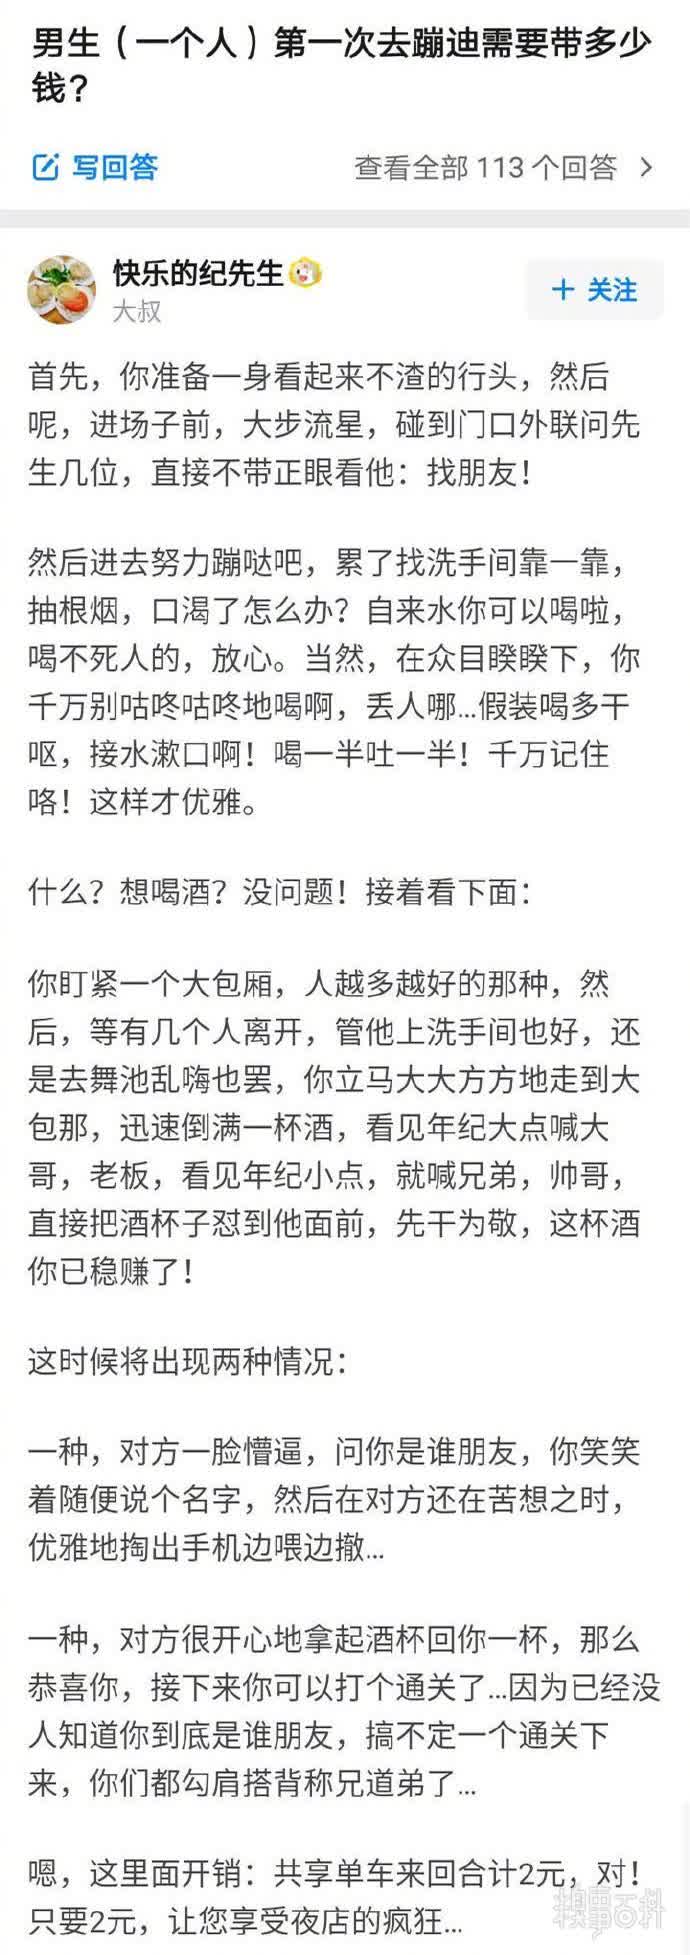 男生（一个人）第一次去蹦迪需要带多少
钱？
写回答
查看全部 113 个回答
快乐的纪先生
大叔
+ 关注
首先，你准备一身看起来不渣的行头，然后
呢，进场子前，大步流星，碰到门口外联问先
生几位，直接不带正眼看他：找朋友！
然后进去努力蹦哒吧，累了找洗手间靠一靠，
抽根烟，口渴了怎么办？自来水你可以喝啦，
喝不死人的，放心。当然，在众目睽睽下，你
千万别咕咚咕咚地喝啊，丢人哪...假装喝多干
呕，接水漱口啊！喝一半吐一半！千万记住
咯！这样才优雅。
什么？想喝酒？没问题！接着看下面：
你盯紧一个大包厢，人越多越好的那种，然
后，等有几个人离开，管他上洗手间也好，还
是去舞池乱嗨也罢，你立马大大方方地走到大
包那，迅速倒满一杯酒，看见年纪大点喊大
哥，老板，看见年纪小点，就喊兄弟，帅哥，
直接把酒杯子怼到他面前，先干为敬，这杯酒
你已稳赚了！
这时候将出现两种情况：
一种，对方一脸懵逼，问你是谁朋友，你笑笑
着随便说个名字，然后在对方还在苦想之时，
优雅地掏出手机边喂边撤...
一种，对方很开心地拿起酒杯回你一杯，那么
恭喜你，接下来你可以打个通关了...因为已经没
人知道你到底是谁朋友，搞不定一个通关下
来，你们都勾肩搭背称兄道弟了...
嗯，这里面开销：共享单车来回合计2元，对！
只要2元，让您享受夜店的疯狂...
糗事百科